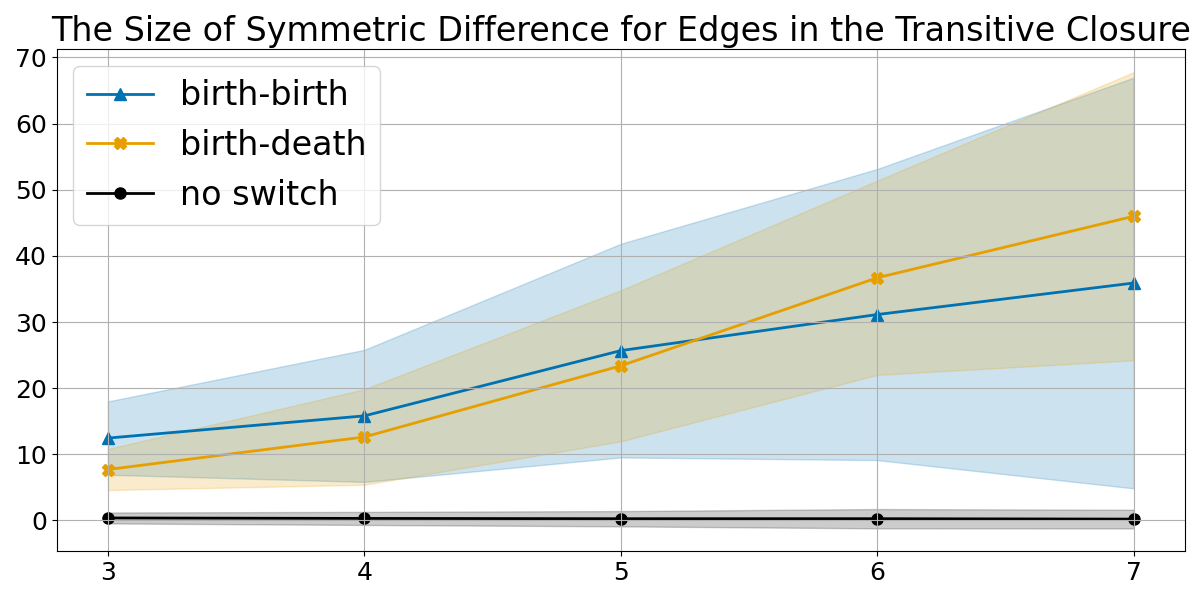 The Size of Symmetric Difference for Edges in the Transitive Closure
70
60
50
40
30
20
10
0
birth-birth
birth-death
no switch
3 4 5 6 7